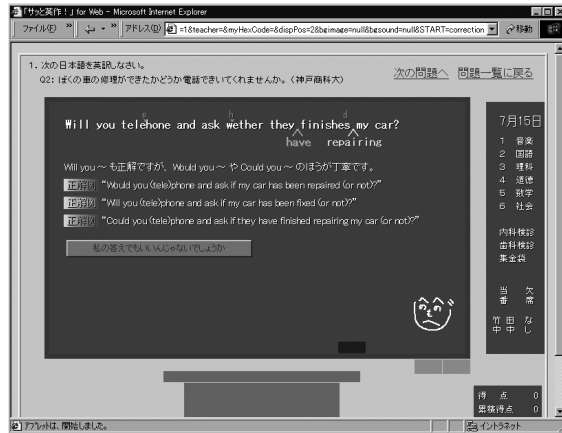 「サッと英作！」for Web - Microsoft Internet Explorer
ファイル(F) » » アドレス(D) =1&teacher=&myHexCode=&dispPos=2&bgimage=null&bgsound=null&START=correction 移動
1. 次の日本語を英訳しなさい。
Q2: ぼくの車の修理ができたかどうか電話できいてくれませんか。（神戸商科大）
次の問題へ 問題一覧に戻る
p h d
Will you telehone and ask wether they finishes my car?
have repairing
Will you ～ も正解ですが、Would you ～ や Could you ～ のほうが丁寧です。
正解例 "Would you (tele)phone and ask if my car has been repaired (or not)?"
正解例 "Will you (tele)phone and ask if my car has been fixed (or not)?"
正解例 "Could you (tele)phone and ask if they have finished repairing my car (or not)?"
私の答えでもいいんじゃないでしょうか
7月15日
1 音楽
2 国語
3 理科
4 道徳
5 数学
6 社会
内科検診
歯科検診
集金袋
当番 竹中 田中
欠席 なし
得 点 0
累積得点 0
アプレットは、開始しました。
イントラネット